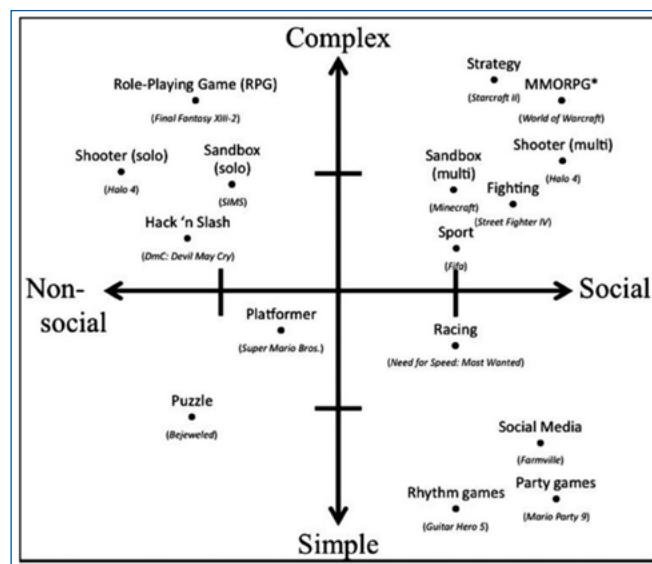 Complex
Strategy
(Starcraft II)
Role-Playing Game (RPG)
(Final Fantasy XIII-2)
MMORPG*
(World of Warcraft)
Shooter (solo)
(Halo 4)
Sandbox
(solo)
(SIMS)
Sandbox
(multi)
(Minecraft)
Shooter (multi)
(Halo 4)
Fighting
(Street Fighter IV)
Hack ‘n Slash
(DmC: Devil May Cry)
Sport
(Fifa)
Non-
social
Social
Platformer
(Super Mario Bros.)
Racing
(Need for Speed: Most Wanted)
Puzzle
(Bejeweled)
Social Media
(Farmville)
Rhythm games
(Guitar Hero 5)
Party games
(Mario Party 9)
Simple